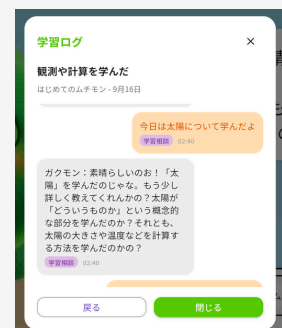 学習ログ
×
観測や計算を学んだ
はじめてのムチモン - 9月16日
今日は太陽について学んだよ
学習相談 02:40
ガクモン：素晴らしいのお！「太
陽」を学んだのじゃな。もう少し
詳しく教えてくれんかの？太陽が
「どういうものか」という概念的
な部分を学んだのか？それとも、
太陽の大きさや温度などを計算す
る方法を学んだのかの？
学習相談 02:40
戻る
閉じる